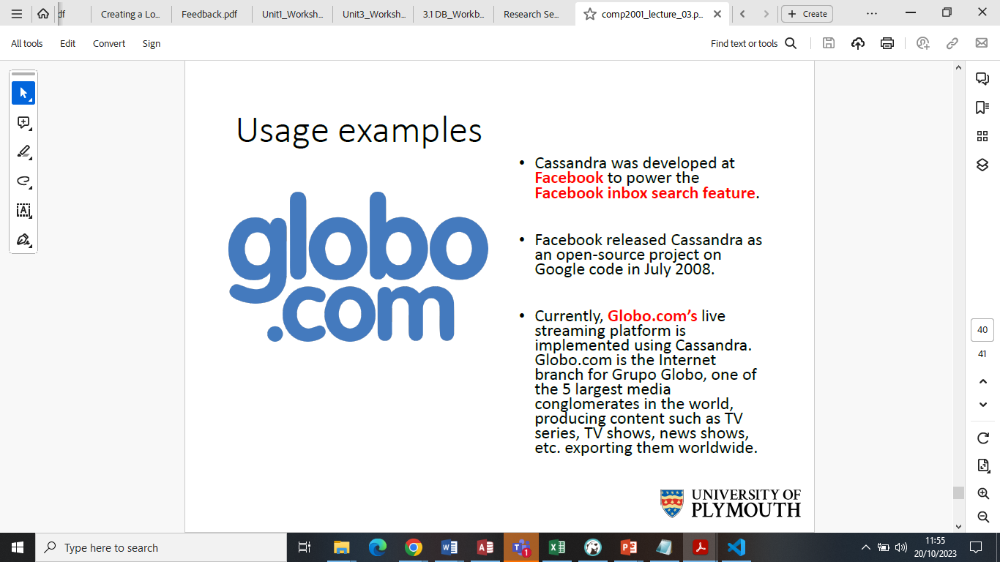 df
Creating a Lo...
Feedback.pdf
Unit1_Worksh...
Unit3_Worksh...
3.1 DB_Workb...
Research Se...
comp2001_lecture_03.p...
Create
All tools
Edit
Convert
Sign
Find text or tools
Usage examples
globo
.com
• Cassandra was developed at
Facebook to power the
Facebook inbox search feature.
• Facebook released Cassandra as
an open-source project on
Google code in July 2008.
• Currently, Globo.com’s live
streaming platform is
implemented using Cassandra.
Globo.com is the Internet
branch for Grupo Globo, one of
the 5 largest media
conglomerates in the world,
producing content such as TV
series, TV shows, news shows,
etc. exporting them worldwide.
UNIVERSITY OF
PLYMOUTH
40
41
Type here to search
1
11:55
20/10/2023